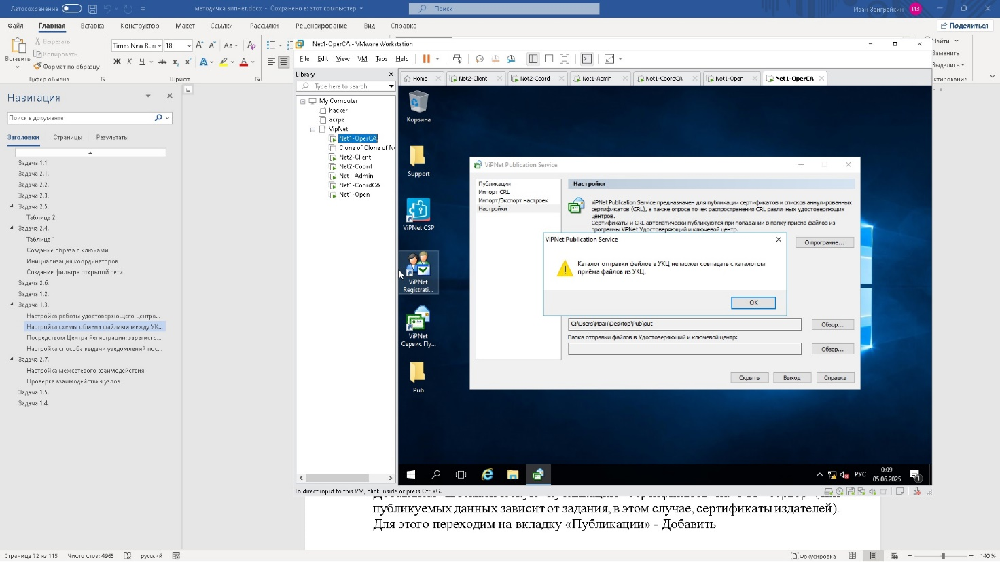 Автосохранение
методичка випнет.docx - Сохранено в: этот компьютер
Поиск
Иван Заиграйкин
ИЗ
Файл
Главная
Вставка
Конструктор
Макет
Ссылки
Рассылки
Рецензирование
Вид
Справка
Поделиться
Вставить
Вырезать
Копировать
Формат по образцу
Буфер обмена
Times New Ron
18
Aa
Ж К Ч
Шрифт
Найти
Заменить
Выделить
Навигация
Поиск в документе
Заголовки
Страницы
Результаты
Задача 1.1
Задача 2.1.
Задача 2.2.
Задача 2.3.
Задача 2.5.
Таблица 2
Задача 2.4.
Таблица 1
Создание образа с ключами
Инициализация координаторов
Создание фильтра открытой сети
Задача 2.6.
Задача 1.2.
Задача 1.3.
Настройка работы удостоверяющего центра...
Настройка схемы обмена файлами между УК...
Посредством Центра Регистрации: зарегистр...
Настройка способа выдачи уведомлений пос...
Задача 2.7.
Настройка межсетевого взаимодействия
Проверка взаимодействия узлов
Задача 1.5.
Задача 1.4.
Net1-OperCA - VMware Workstation
File
Edit
View
VM
Tabs
Help
Library
Type here to search
My Computer
hacker
астра
VipNet
Net1-OperCA
Clone of Clone of Ne
Net2-Client
Net2-Coord
Net1-Admin
Net1-CoordCA
Net1-Open
Home
Net2-Client
Net2-Coord
Net1-Admin
Net1-CoordCA
Net1-Open
Net1-OperCA
Корзина
Support
ViPNet CSP
ViPNet
Registrati...
ViPNet
Сервис Пу...
Pub
ViPNet Publication Service
Публикации
Импорт CRL
Импорт/Экспорт настроек
Настройки
Настройки
ViPNet Publication Service предназначен для публикации сертификатов и списков аннулированных
сертификатов (CRL), а также опроса точек распространения CRL различных удостоверяющих
центров.
Сертификаты и CRL автоматически публикуются при попадании в папку приема файлов из
программы ViPNet Удостоверяющий и ключевой центр.
О программе...
ViPNet Publication Service
Каталог отправки файлов в УКЦ не может совпадать с каталогом
приёма файлов из УКЦ.
OK
C:\Users\Иван\Desktop\Pub\out
Обзор...
Папка отправки файлов в Удостоверяющий и ключевой центр:
Обзор...
Скрыть
Выход
Справка
РУС
0:09
05.06.2025
1
To direct input to this VM, click inside or press Ctrl+G.
публикуемых данных зависит от задания, в этом случае, сертификаты издателей).
Для этого переходим на вкладку «Публикации» - Добавить
Страница 72 из 115
Число слов: 4965
русский
Фокусировка
140 %